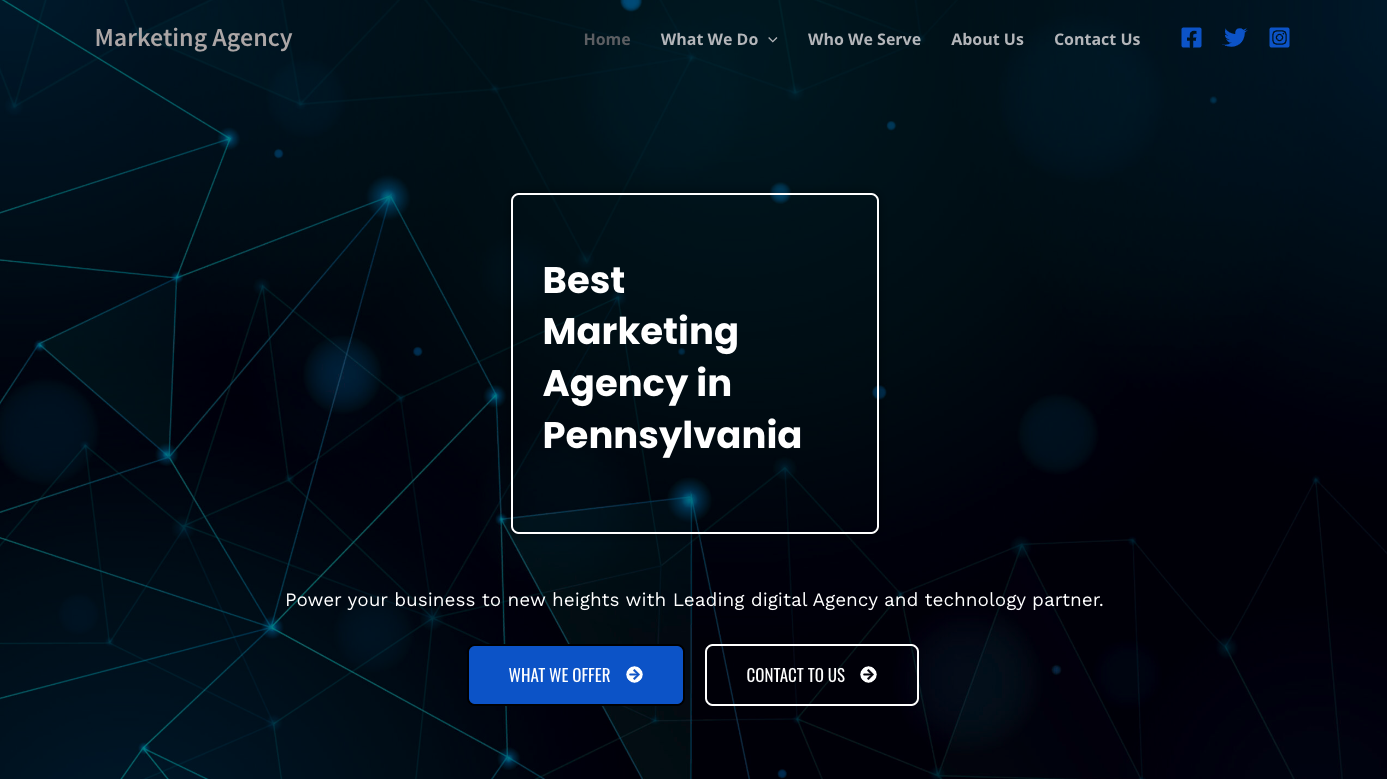 Marketing Agency
Home What We Do Who We Serve About Us Contact Us
Best
Marketing
Agency in
Pennsylvania
Power your business to new heights with Leading digital Agency and technology partner.
WHAT WE OFFER
CONTACT TO US